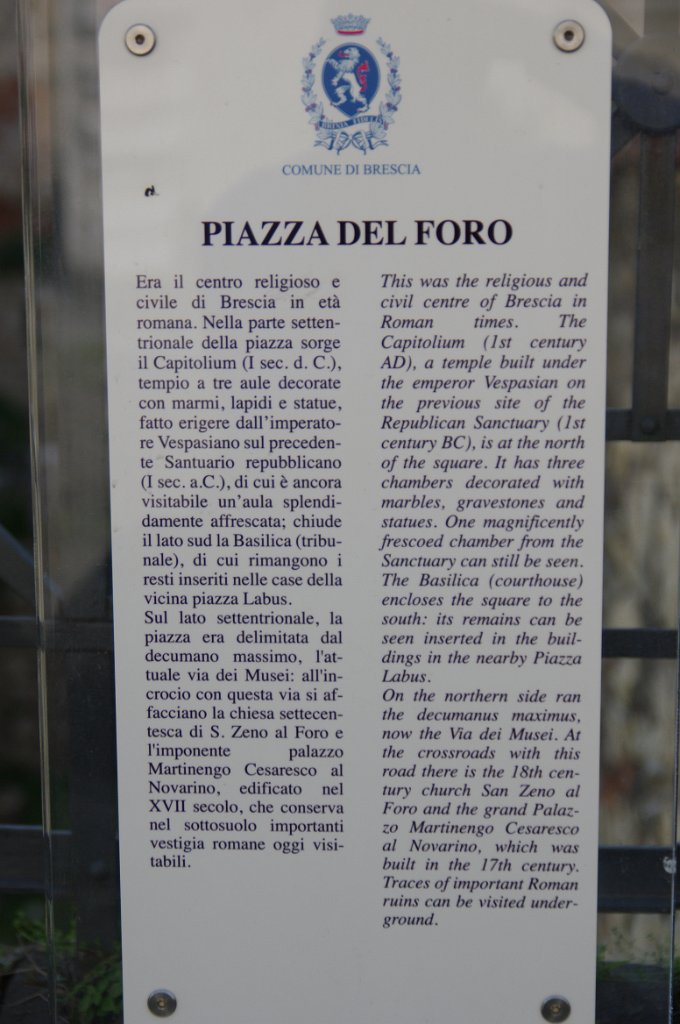 COMUNE DI BRESCIA
PIAZZA DEL FORO
Era il centro religioso e
civile di Brescia in età
romana. Nella parte setten-
trionale della piazza sorge
il Capitolium (I sec. d. C.),
tempio a tre aule decorate
con marmi, lapidi e statue,
fatto erigere dall'imperato-
re Vespasiano sul preceden-
te Santuario repubblicano
(I sec. a.C.), di cui è ancora
visitabile un'aula splendi-
damente affrescata; chiude
il lato sud la Basilica (tribu-
nale), di cui rimangono i
resti inseriti nelle case della
vicina piazza Labus.
Sul lato settentrionale, la
piazza era delimitata dal
decumano massimo, l'at-
tuale via dei Musei: all'in-
crocio con questa via si af-
facciano la chiesa settecen-
tesca di S. Zeno al Foro e
l'imponente palazzo
Martinengo Cesaresco al
Novarino, edificato nel
XVII secolo, che conserva
nel sottosuolo importanti
vestigia romane oggi visi-
tabili.
This was the religious and
civil centre of Brescia in
Roman times. The
Capitolium (1st century
AD), a temple built under
the emperor Vespasian on
the previous site of the
Republican Sanctuary (1st
century BC), is at the north
of the square. It has three
chambers decorated with
marbles, gravestones and
statues. One magnificently
frescoed chamber from the
Sanctuary can still be seen.
The Basilica (courthouse)
encloses the square to the
south: its remains can be
seen inserted in the buil-
dings in the nearby Piazza
Labus.
On the northern side ran
the decumanus maximus,
now the Via dei Musei. At
the crossroads with this
road there is the 18th cen-
tury church San Zeno al
Foro and the grand Palaz-
zo Martinengo Cesaresco
al Novarino, which was
built in the 17th century.
Traces of important Roman
ruins can be visited under-
ground.